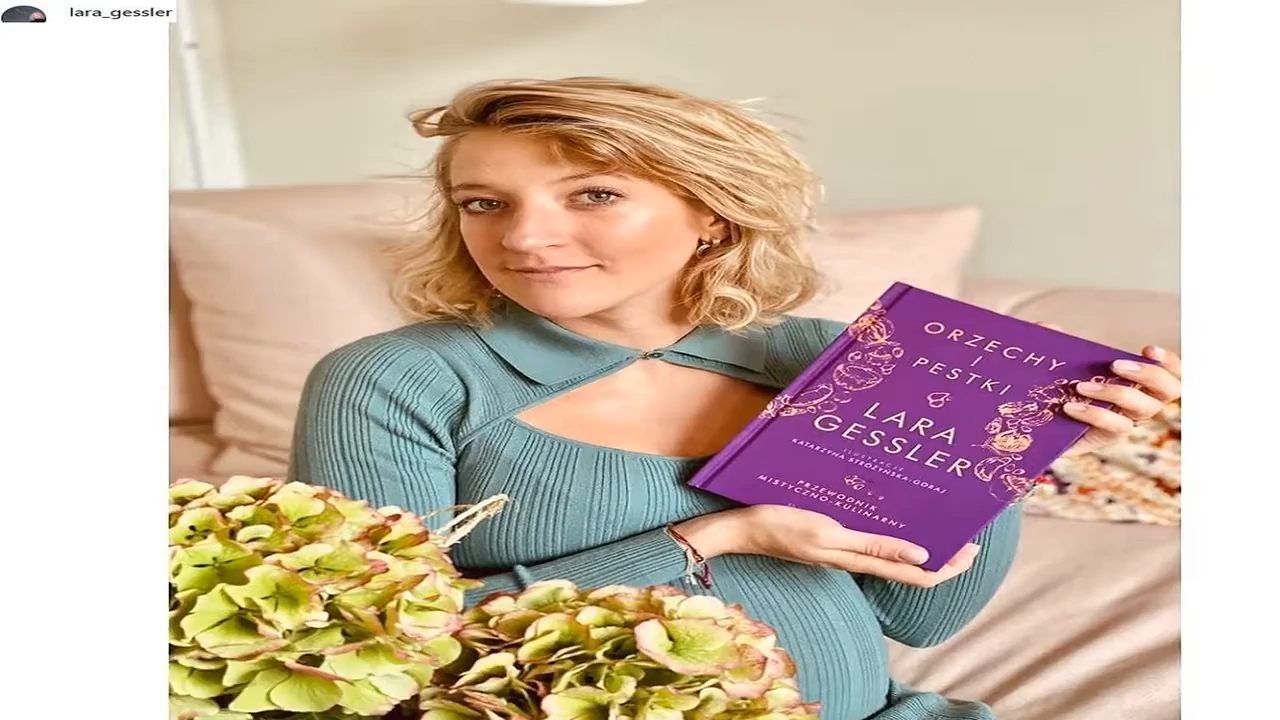 lara_gessler
ORZECHY
I
PESTKI
LARA
GESSLER
ILUSTRACJE
KATARZYNA STRÓŻYŃSKA-GORAJ
PRZEWODNIK
MISTYCZNO-KULINARNY